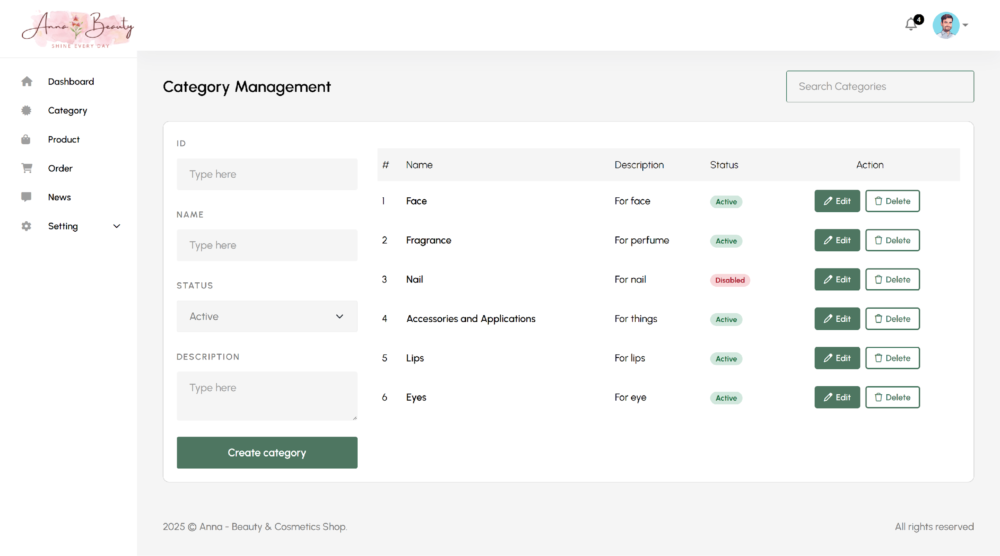 Anna Beauty
SHINE EVERY DAY
4
Dashboard
Category
Product
Order
News
Setting
Category Management
Search Categories
ID
Type here
NAME
Type here
STATUS
Active
DESCRIPTION
Type here
Create category
# Name Description Status Action
1 Face For face Active Edit Delete
2 Fragrance For perfume Active Edit Delete
3 Nail For nail Disabled Edit Delete
4 Accessories and Applications For things Active Edit Delete
5 Lips For lips Active Edit Delete
6 Eyes For eye Active Edit Delete
2025 © Anna - Beauty & Cosmetics Shop.
All rights reserved